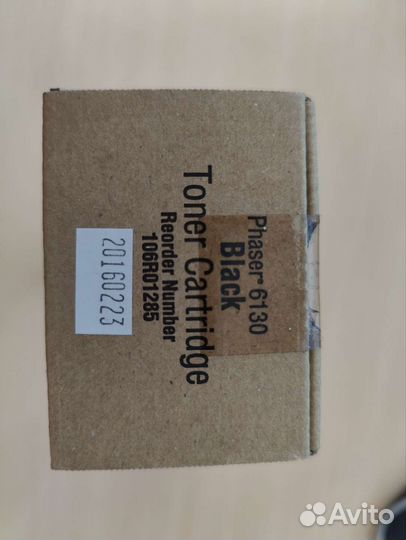 Phaser® 6130
Black
Toner Cartridge
Reorder Number
106R01285
20160223
Avito